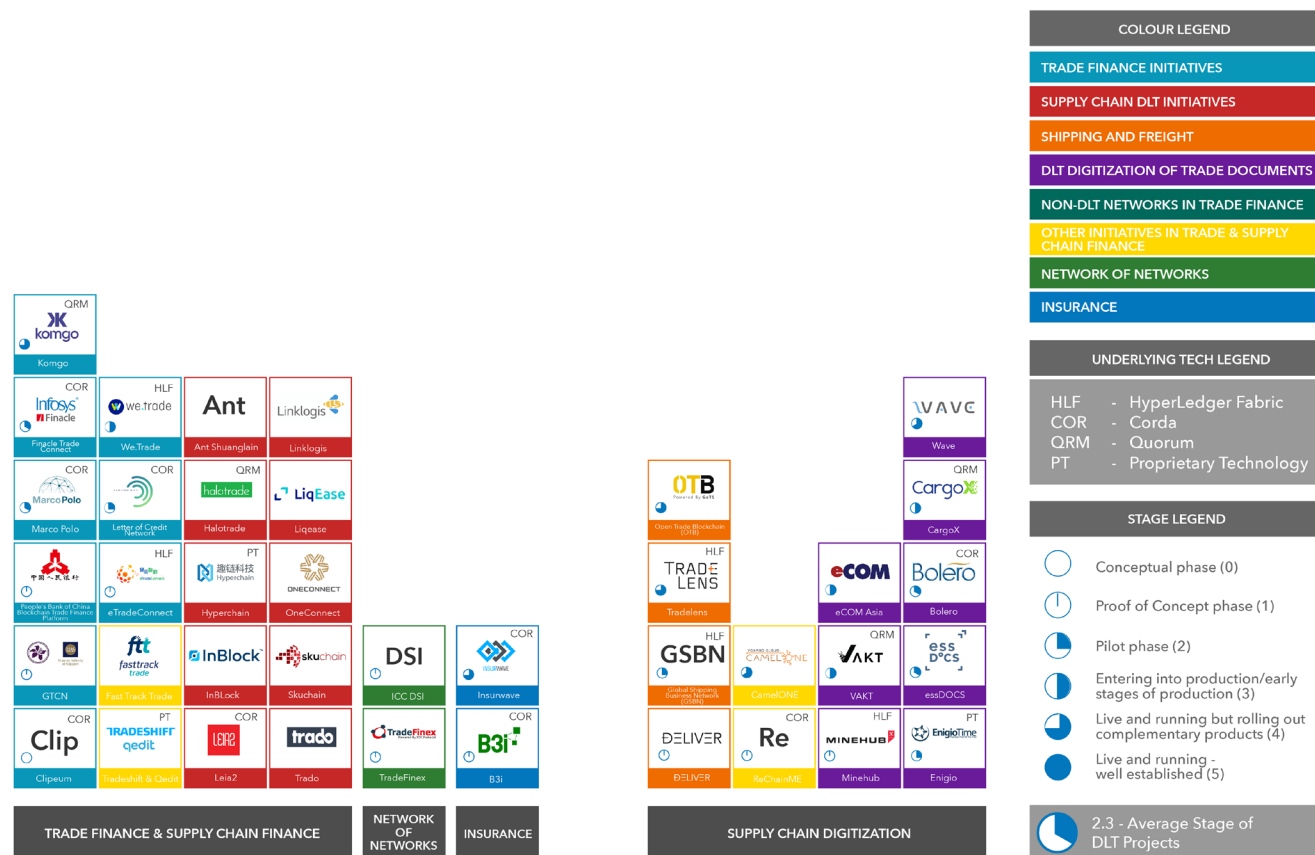 COLOUR LEGEND
TRADE FINANCE INITIATIVES
SUPPLY CHAIN DLT INITIATIVES
SHIPPING AND FREIGHT
DLT DIGITIZATION OF TRADE DOCUMENTS
NON-DLT NETWORKS IN TRADE FINANCE
OTHER INITIATIVES IN TRADE & SUPPLY
CHAIN FINANCE
NETWORK OF NETWORKS
INSURANCE
UNDERLYING TECH LEGEND
HLF - HyperLedger Fabric
COR - Corda
QRM - Quorum
PT - Proprietary Technology
STAGE LEGEND
Conceptual phase (0)
Proof of Concept phase (1)
Pilot phase (2)
Entering into production/early
stages of production (3)
Live and running but rolling out
complementary products (4)
Live and running -
well established (5)
2.3 - Average Stage of
DLT Projects
QRM
komgo
Komgo
COR
Infosys
Finacle
Finacle Trade
Connect
HLF
we.trade
We.Trade
Ant
Ant Shuanglain
Linklogis
Linklogis
COR
MarcoPolo
Marco Polo
COR
Letter of Credit
Network
QRM
halotrade
Halotrade
LiqEase
Liqease
中国人民银行
People's Bank of China
Blockchain Trade Finance
Platform
HLF
eTradeConnect
PT
趣链科技
Hyperchain
Hyperchain
ONECONNECT
OneConnect
GTCN
ftt
fasttrack
trade
Fast Track Trade
InBlock
InBLock
skuchain
Skuchain
COR
Clip
Clipeum
PT
TRADESHIFT
qedit
Tradeshift & Qedit
COR
LEIA2
Leia2
trado
Trado
DSI
ICC DSI
TradeFinex
TradeFinex
COR
INSURWAVE
Insurwave
COR
B3i
B3i
WAVE
Wave
OTB
Powered by GeTS
Open Trade Blockchain
(OTB)
QRM
CargoX
CargoX
HLF
TRADE
LENS
Tradelens
eCOM
eCOM Asia
COR
Bolero
Bolero
HLF
GSBN
Global Shipping
Business Network
(GSBN)
CAMELONE
CamelONE
QRM
VAKT
VAKT
ess
DOCS
essDOCS
DELIVER
DELIVER
COR
Re
ReChainME
HLF
MINEHUB
Minehub
PT
EnigioTime
Enigio
TRADE FINANCE & SUPPLY CHAIN FINANCE
NETWORK
OF
NETWORKS
INSURANCE
SUPPLY CHAIN DIGITIZATION